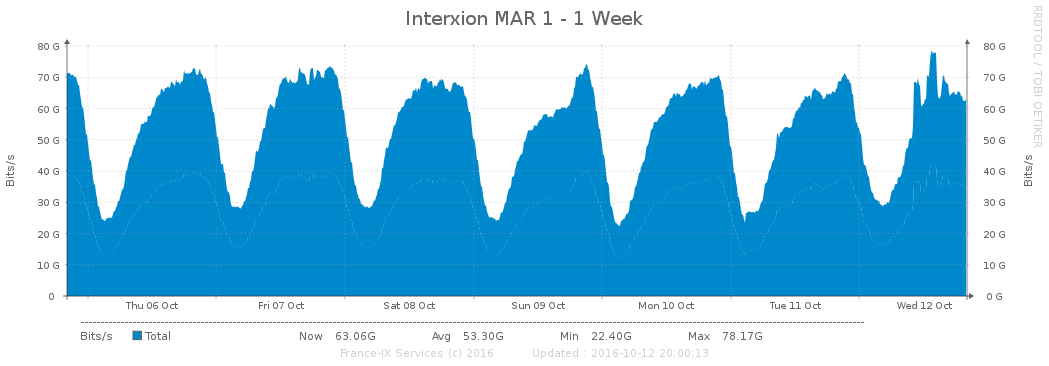 Interxion MAR 1 - 1 Week
RRDTOOL / TOBI OETIKER
Bits/s
80 G
70 G
60 G
50 G
40 G
30 G
20 G
10 G
0
80 G
70 G
60 G
50 G
40 G
30 G
20 G
10 G
0 G
Bits/s
Thu 06 Oct Fri 07 Oct Sat 08 Oct Sun 09 Oct Mon 10 Oct Tue 11 Oct Wed 12 Oct
Bits/s Total Now 63.06G Avg 53.30G Min 22.40G Max 78.17G
France-IX Services (c) 2016 Updated : 2016-10-12 20:00:13